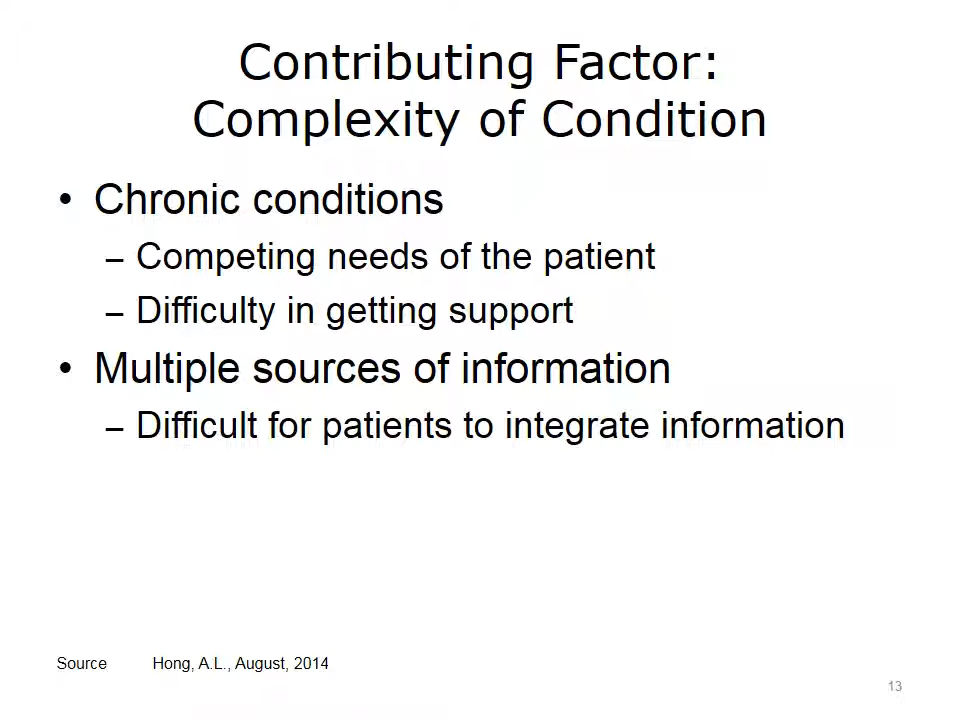 Contributing Factor:
Complexity of Condition
• Chronic conditions
– Competing needs of the patient
– Difficulty in getting support
• Multiple sources of information
– Difficult for patients to integrate information
Source Hong, A.L., August, 2014
13